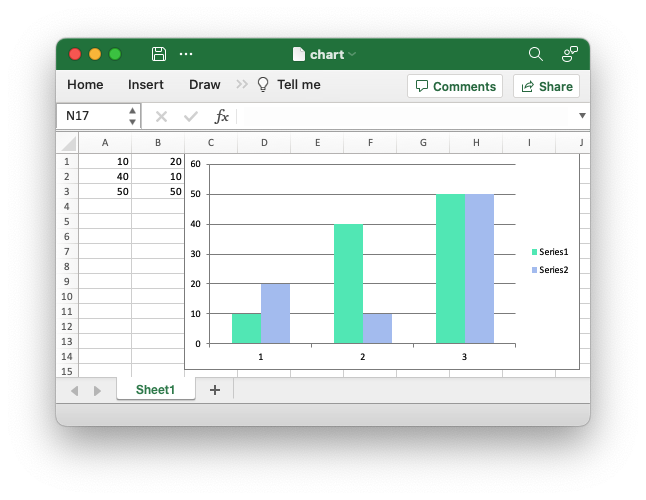 chart
Home Insert Draw Tell me Comments Share
N17 fx
A B C D E F G H I J
1 10 20
2 40 10
3 50 50
4
5
6
7
8
9
10
11
12
13
14
15
60
50
40
30
20
10
0
1 2 3
Series1
Series2
Sheet1 +